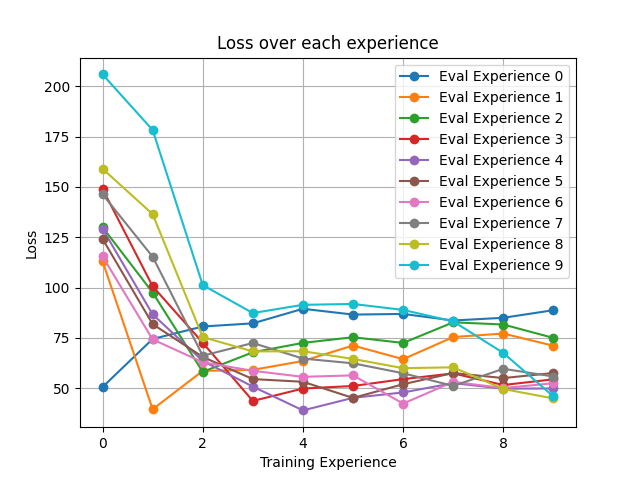 Loss over each experience
200
175
150
125
100
75
50
Loss
0
2
4
6
8
Training Experience
Eval Experience 0
Eval Experience 1
Eval Experience 2
Eval Experience 3
Eval Experience 4
Eval Experience 5
Eval Experience 6
Eval Experience 7
Eval Experience 8
Eval Experience 9